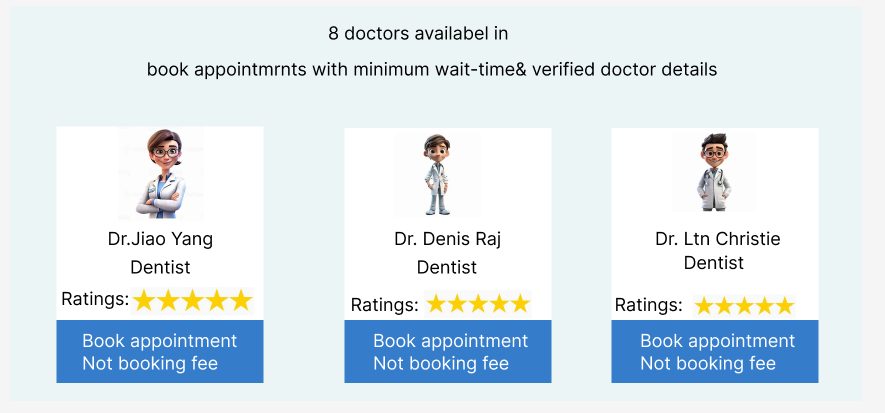 8 doctors availabel in
book appointmrnts with minimum wait-time& verified doctor details
Dr.Jiao Yang
Dentist
Ratings:
Book appointment
Not booking fee
Dr. Denis Raj
Dentist
Ratings:
Book appointment
Not booking fee
Dr. Ltn Christie
Dentist
Ratings:
Book appointment
Not booking fee